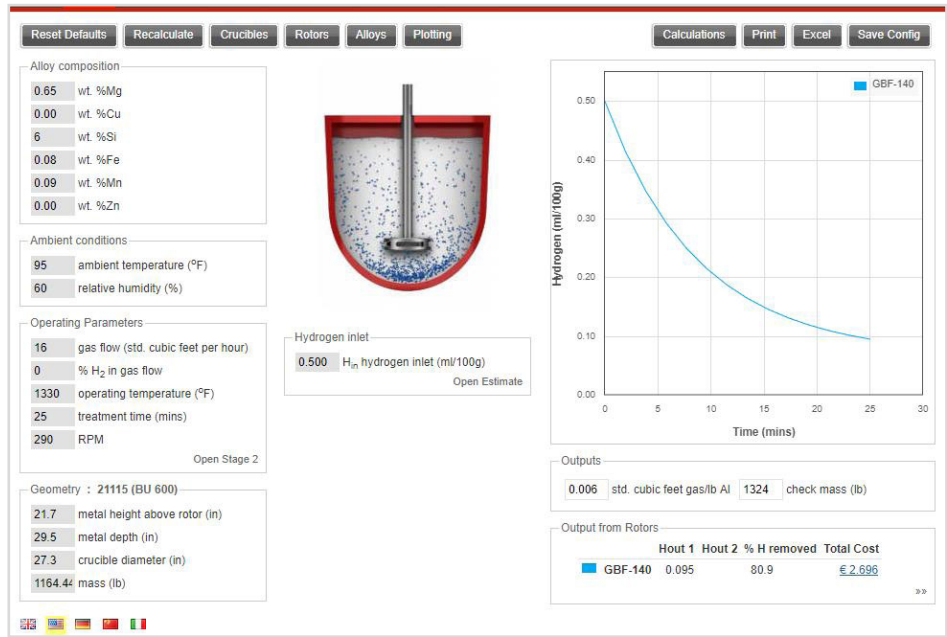 Reset Defaults Recalculate Crucibles Rotors Alloys Plotting Calculations Print Excel Save Config
Alloy composition
0.65 wt. %Mg
0.00 wt. %Cu
6 wt. %Si
0.08 wt. %Fe
0.09 wt. %Mn
0.00 wt. %Zn
Ambient conditions
95 ambient temperature (°F)
60 relative humidity (%)
Operating Parameters
16 gas flow (std. cubic feet per hour)
0 % H2 in gas flow
1330 operating temperature (°F)
25 treatment time (mins)
290 RPM
Open Stage 2
Geometry : 21115 (BU 600)
21.7 metal height above rotor (in)
29.5 metal depth (in)
27.3 crucible diameter (in)
1164.44 mass (lb)
Hydrogen inlet
0.500 Hin hydrogen inlet (ml/100g)
Open Estimate
GBF-140
Hydrogen (ml/100g)
0.50
0.40
0.30
0.20
0.10
0.00
0 5 10 15 20 25 30
Time (mins)
Outputs
0.006 std. cubic feet gas/lb Al 1324 check mass (lb)
Output from Rotors
Hout 1 Hout 2 % H removed Total Cost
GBF-140 0.095 80.9 € 2.696
»»